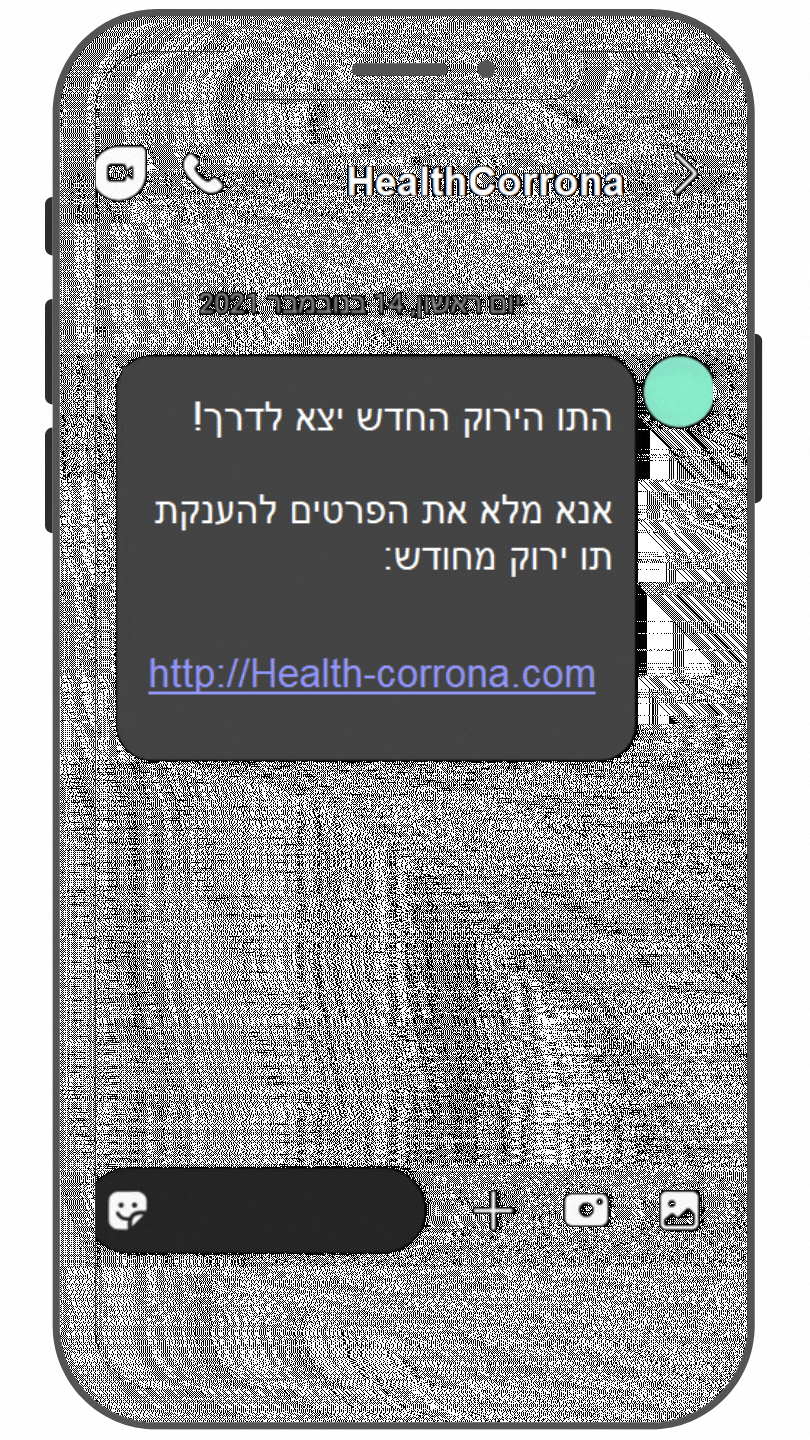 HealthCorrona
יום ראשון, 14 בנובמבר 2021
התו הירוק החדש יצא לדרך!
אנא מלא את הפרטים להענקת
תו ירוק מחודש:
http://Health-corrona.com